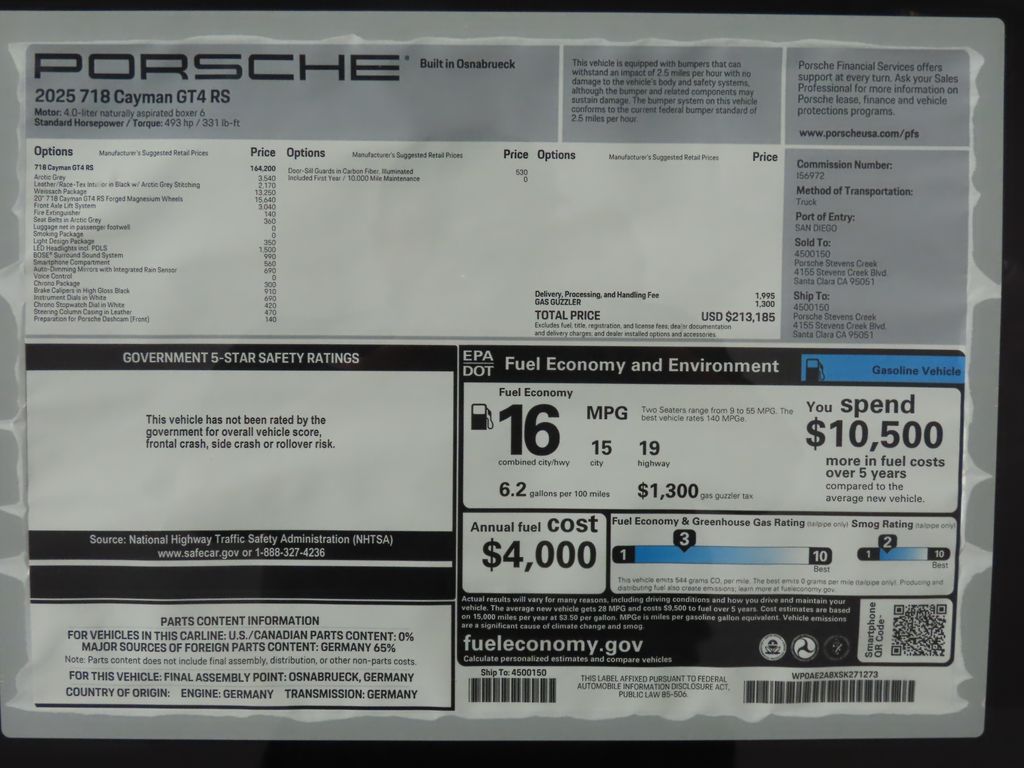 PORSCHE
Built in Osnabrueck
2025 718 Cayman GT4 RS
Motor: 4.0-liter naturally aspirated boxer 6
Standard Horsepower / Torque: 493 hp / 331 lb-ft
This vehicle is equipped with bumpers that can
withstand an impact of 2.5 miles per hour with no
damage to the vehicle's body and safety systems,
although the bumper and related components may
sustain damage. The bumper system on this vehicle
conforms to the current federal bumper standard of
2.5 miles per hour.
Porsche Financial Services offers
support at every turn. Ask your Sales
Professional for more information on
Porsche lease, finance and vehicle
protections programs.
www.porscheusa.com/pfs
Options Manufacturer's Suggested Retail Prices Price
718 Cayman GT4 RS 164,200
Arctic Grey 3,540
Leather/Race-Tex Interior in Black w/ Arctic Grey Stitching 2,170
Weissach Package 13,250
20" 718 Cayman GT4 RS Forged Magnesium Wheels 15,640
Front Axle Lift System 3,040
Fire Extinguisher 140
Seat Belts in Arctic Grey 360
Luggage net in passenger footwell 0
Smoking Package 0
Light Design Package 350
LED Headlights incl. PDLS 1,500
BOSE® Surround Sound System 990
Smartphone Compartment 560
Auto-Dimming Mirrors with Integrated Rain Sensor 690
Voice Control 0
Chrono Package 300
Brake Calipers in High Gloss Black 910
Instrument Dials in White 690
Chrono Stopwatch Dial in White 420
Steering Column Casing in Leather 470
Preparation for Porsche Dashcam (Front) 140
Options Manufacturer's Suggested Retail Prices Price
Door-Sill Guards in Carbon Fiber, Illuminated 530
Included First Year / 10,000 Mile Maintenance 0
Options Manufacturer's Suggested Retail Prices Price
Delivery, Processing, and Handling Fee 1,995
GAS GUZZLER 1,300
TOTAL PRICE USD $213,185
Excludes fuel, title, registration, and license fees, dealer documentation
and delivery charges, and dealer installed options and accessories.
Commission Number:
156972
Method of Transportation:
Truck
Port of Entry:
SAN DIEGO
Sold To:
4500150
Porsche Stevens Creek
4155 Stevens Creek Blvd.
Santa Clara CA 95051
Ship To:
4500150
Porsche Stevens Creek
4155 Stevens Creek Blvd.
Santa Clara CA 95051
GOVERNMENT 5-STAR SAFETY RATINGS
This vehicle has not been rated by the
government for overall vehicle score,
frontal crash, side crash or rollover risk.
Source: National Highway Traffic Safety Administration (NHTSA)
www.safecar.gov or 1-888-327-4236
PARTS CONTENT INFORMATION
FOR VEHICLES IN THIS CARLINE: U.S./CANADIAN PARTS CONTENT: 0%
MAJOR SOURCES OF FOREIGN PARTS CONTENT: GERMANY 65%
Note: Parts content does not include final assembly, distribution, or other non-parts costs.
FOR THIS VEHICLE: FINAL ASSEMBLY POINT: OSNABRUECK, GERMANY
COUNTRY OF ORIGIN: ENGINE: GERMANY TRANSMISSION: GERMANY
EPA
DOT
Fuel Economy and Environment
Gasoline Vehicle
Fuel Economy
16 MPG
combined city/hwy
15
city
19
highway
Two Seaters range from 9 to 55 MPG. The
best vehicle rates 140 MPGe.
6.2 gallons per 100 miles
$1,300 gas guzzler tax
You spend
$10,500
more in fuel costs
over 5 years
compared to the
average new vehicle.
Annual fuel cost
$4,000
Fuel Economy & Greenhouse Gas Rating (tailpipe only)
1 3 10
Best
Smog Rating (tailpipe only)
1 2 10
Best
This vehicle emits 544 grams CO₂ per mile. The best emits 0 grams per mile (tailpipe only). Producing and
distributing fuel also create emissions; learn more at fueleconomy.gov.
Actual results will vary for many reasons, including driving conditions and how you drive and maintain your
vehicle. The average new vehicle gets 28 MPG and costs $9,500 to fuel over 5 years. Cost estimates are based
on 15,000 miles per year at $3.50 per gallon. MPGe is miles per gasoline gallon equivalent. Vehicle emissions
are a significant cause of climate change and smog.
fueleconomy.gov
Calculate personalized estimates and compare vehicles
Smartphone
QR Code™
Ship To: 4500150
THIS LABEL AFFIXED PURSUANT TO FEDERAL
AUTOMOBILE INFORMATION DISCLOSURE ACT,
PUBLIC LAW 85-506.
WP0AE2A8XSK271273